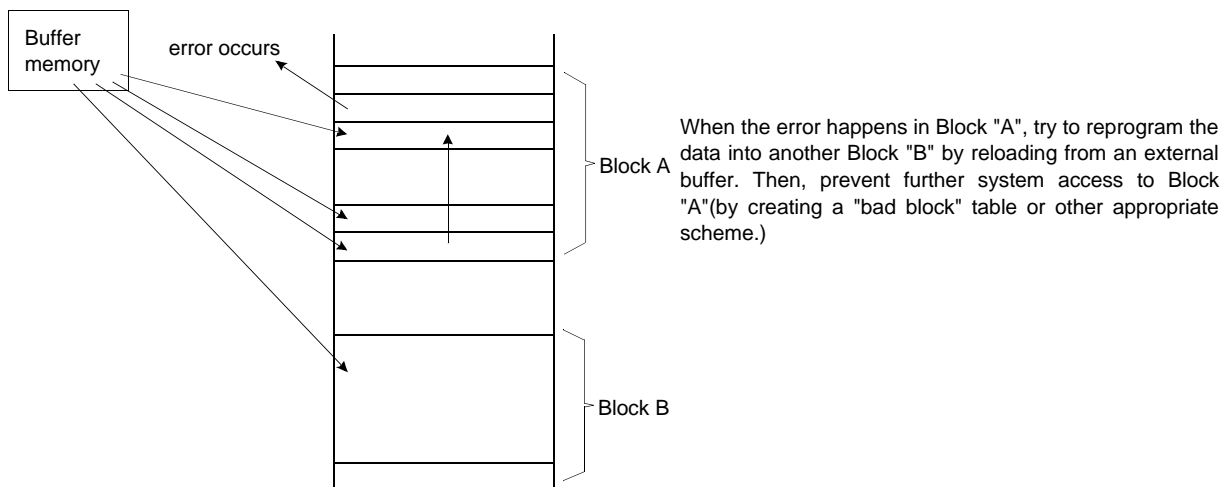 Buffer
memory
error occurs
Block A
When the error happens in Block "A", try to reprogram the
data into another Block "B" by reloading from an external
buffer. Then, prevent further system access to Block
"A"(by creating a "bad block" table or other appropriate
scheme.)
Block B